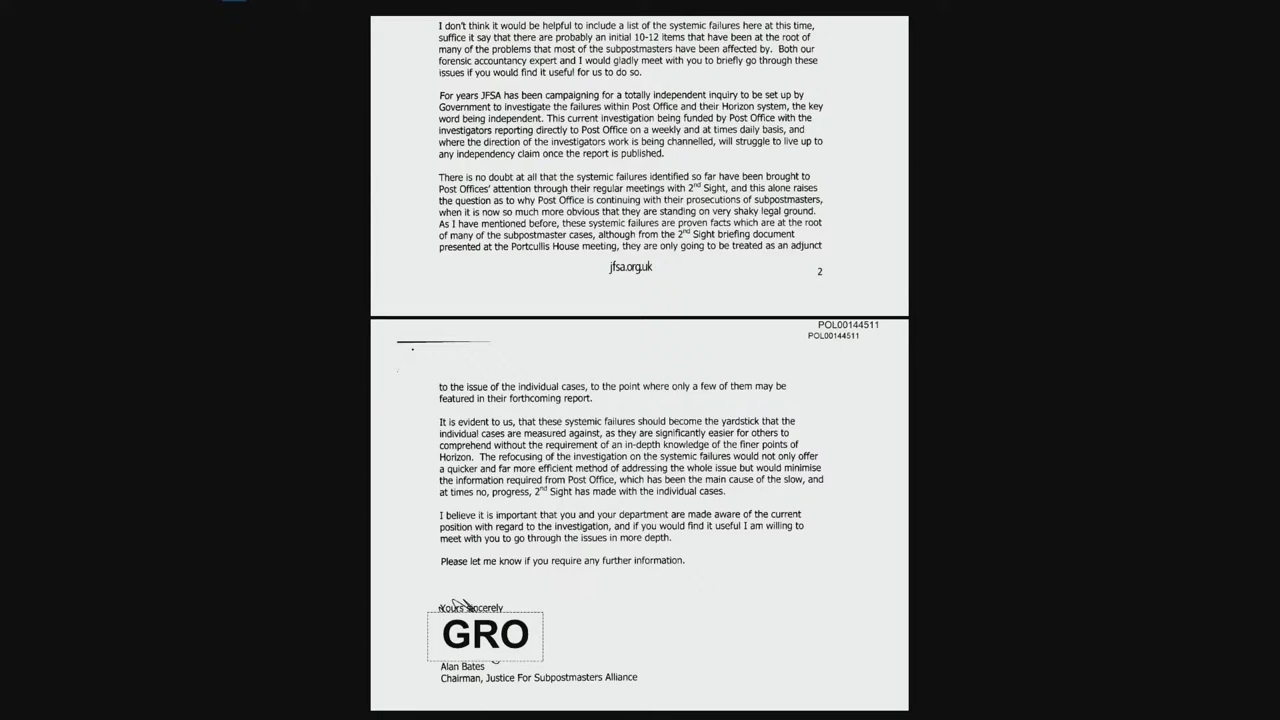 I don't think it would be helpful to include a list of the systemic failures here at this time,
suffice it say that there are probably an initial 10-12 items that have been at the root of
many of the problems that most of the subpostmasters have been affected by. Both our
forensic accountancy expert and I would gladly meet with you to briefly go through these
issues if you would find it useful for us to do so.
For years JFSA has been campaigning for a totally independent inquiry to be set up by
Government to investigate the failures within Post Office and their Horizon system, the key
word being independent. This current investigation being funded by Post Office with the
investigators reporting directly to Post Office on a weekly and at times daily basis, and
where the direction of the investigators work is being channelled, will struggle to live up to
any independency claim once the report is published.
There is no doubt at all that the systemic failures identified so far have been brought to
Post Offices' attention through their regular meetings with 2nd Sight, and this alone raises
the question as to why Post Office is continuing with their prosecutions of subpostmasters,
when it is now so much more obvious that they are standing on very shaky legal ground.
As I have mentioned before, these systemic failures are proven facts which are at the root
of many of the subpostmaster cases, although from the 2nd Sight briefing document
presented at the Portcullis House meeting, they are only going to be treated as an adjunct
jfsa.org.uk
2
POL00144511
POL00144511
to the issue of the individual cases, to the point where only a few of them may be
featured in their forthcoming report.
It is evident to us, that these systemic failures should become the yardstick that the
individual cases are measured against, as they are significantly easier for others to
comprehend without the requirement of an in-depth knowledge of the finer points of
Horizon. The refocusing of the investigation on the systemic failures would not only offer
a quicker and far more efficient method of addressing the whole issue but would minimise
the information required from Post Office, which has been the main cause of the slow, and
at times no, progress, 2nd Sight has made with the individual cases.
I believe it is important that you and your department are made aware of the current
position with regard to the investigation, and if you would find it useful I am willing to
meet with you to go through the issues in more depth.
Please let me know if you require any further information.
Yours sincerely
GRO
Alan Bates
Chairman, Justice For Subpostmasters Alliance